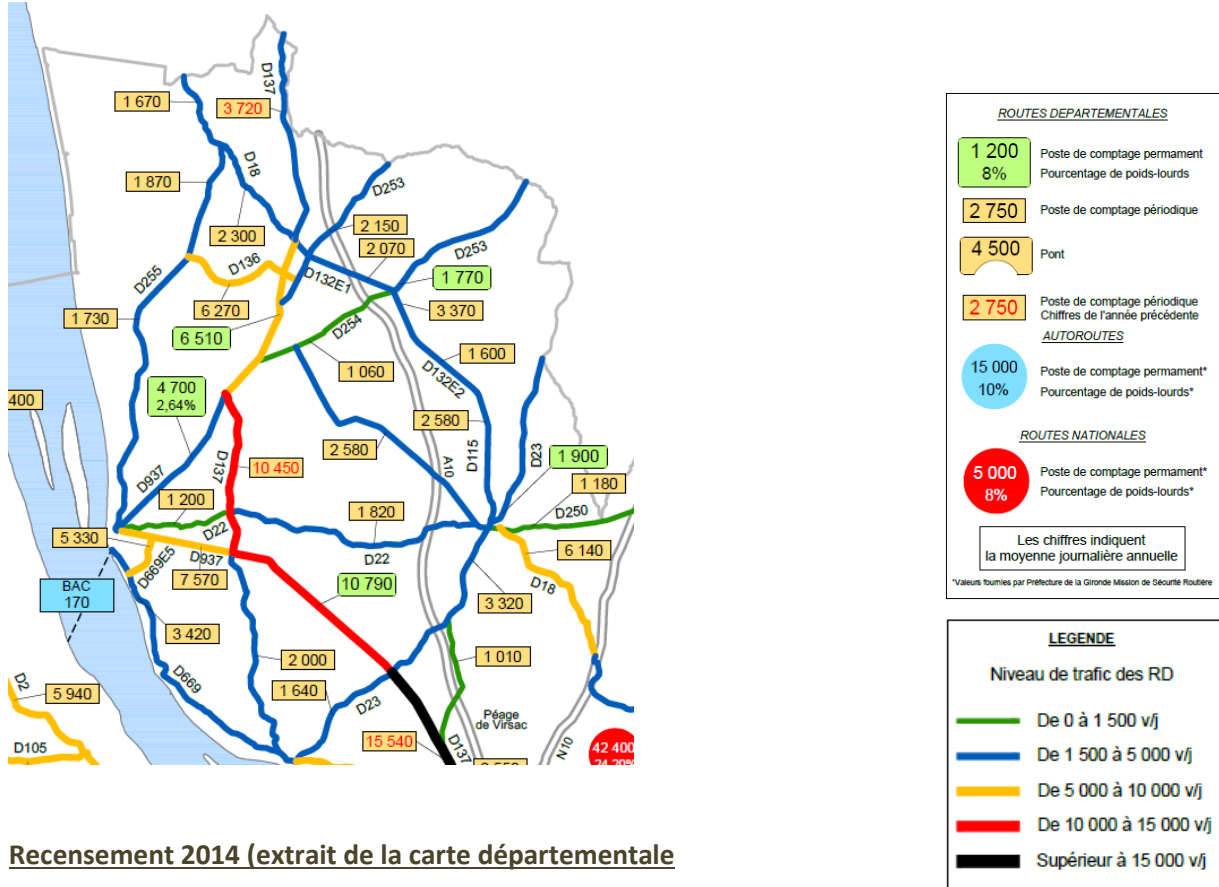 D137
1 670
3 720
D18
1 870
D253
2 150
2 300
2 070
D253
D136
D132E1
1 770
D255
6 270
3 370
1 730
6 510
D254
1 600
1 060
D132E2
4 700
2,64%
400
2 580
2 580
D115
D23
1 900
A10
D937
D137
10 450
1 180
1 200
1 820
D250
5 330
D22
D22
6 140
D669E5
D937
7 570
10 790
D18
BAC
170
3 320
3 420
2 000
1 010
D2
5 940
D669
1 640
D23
Péage
de Virsac
D105
15 540
D137
N10
42 400
ROUTES DEPARTEMENTALES
1 200
8%
Poste de comptage permament
Pourcentage de poids-lourds
2 750
Poste de comptage périodique
4 500
Pont
2 750
Poste de comptage périodique
Chiffres de l'année précédente
AUTOROUTES
15 000
10%
Poste de comptage permament*
Pourcentage de poids-lourds*
ROUTES NATIONALES
5 000
8%
Poste de comptage permament*
Pourcentage de poids-lourds*
Les chiffres indiquent
la moyenne journalière annuelle
*Valeurs fournies par Préfecture de la Gironde Mission de Sécurité Routière
LEGENDE
Niveau de trafic des RD
De 0 à 1 500 v/j
De 1 500 à 5 000 v/j
De 5 000 à 10 000 v/j
De 10 000 à 15 000 v/j
Supérieur à 15 000 v/j
Recensement 2014 (extrait de la carte départementale